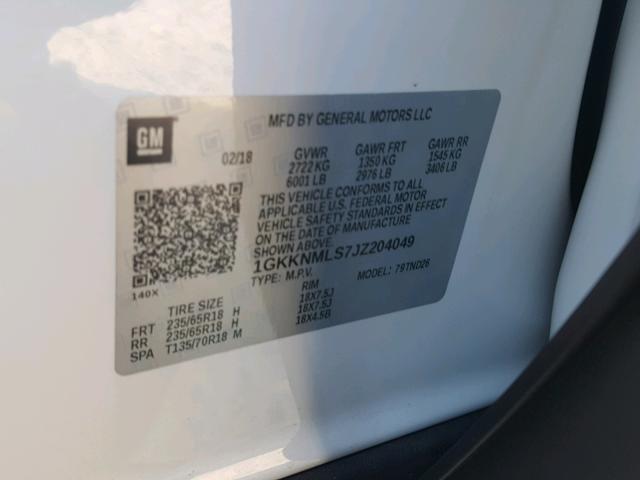 GM
MFD BY GENERAL MOTORS LLC
02/18 GVWR GAWR FRT GAWR RR
2722 KG 1350 KG 1545 KG
6001 LB 2976 LB 3406 LB
THIS VEHICLE CONFORMS TO ALL
APPLICABLE U.S. FEDERAL MOTOR
VEHICLE SAFETY STANDARDS IN EFFECT
ON THE DATE OF MANUFACTURE
SHOWN ABOVE.
1GKKNMLS7JZ204049
TYPE: M.P.V. MODEL: 79TND26
140X
TIRE SIZE RIM
FRT 235/65R18 H 18X7.5J
RR 235/65R18 H 18X7.5J
SPA T135/70R18 M 18X4.5B